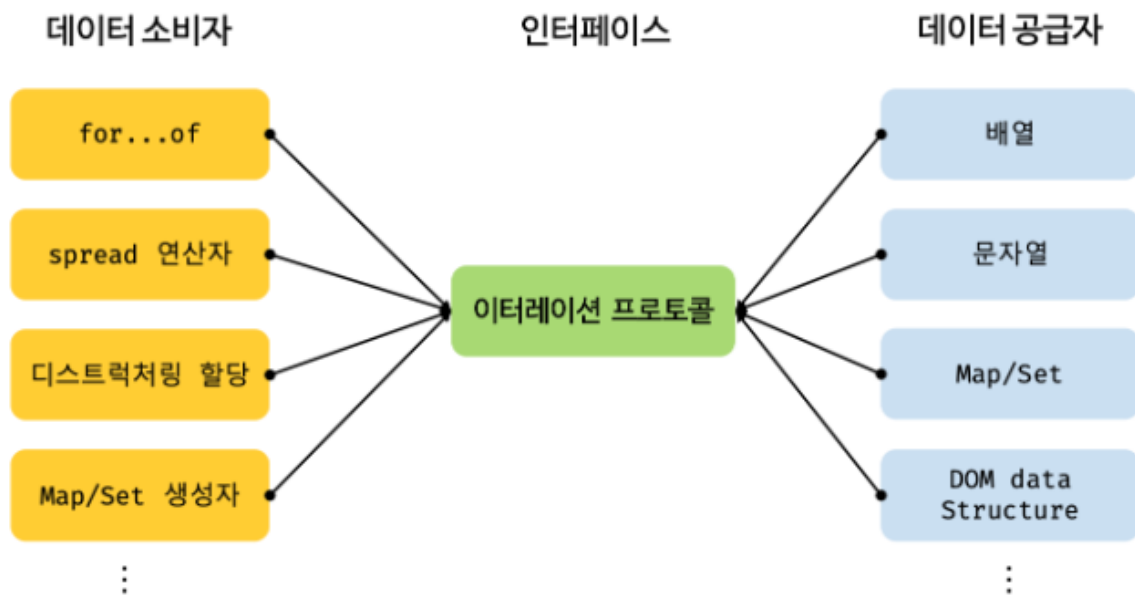 데이터 소비자
인터페이스
데이터 공급자
for...of
배열
spread 연산자
문자열
이터레이션 프로토콜
디스트럭처링 할당
Map/Set
Map/Set 생성자
DOM data
Structure
⋮
⋮